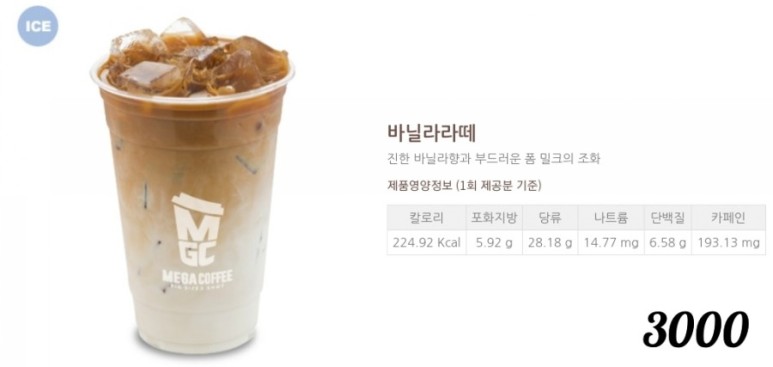 ICE
바닐라라떼
진한 바닐라향과 부드러운 폼 밀크의 조화
제품영양정보 (1회 제공분 기준)
칼로리 포화지방 당류 나트륨 단백질 카페인
224.92 Kcal 5.92 g 28.18 g 14.77 mg 6.58 g 193.13 mg
MGC
MEGA COFFEE
3000